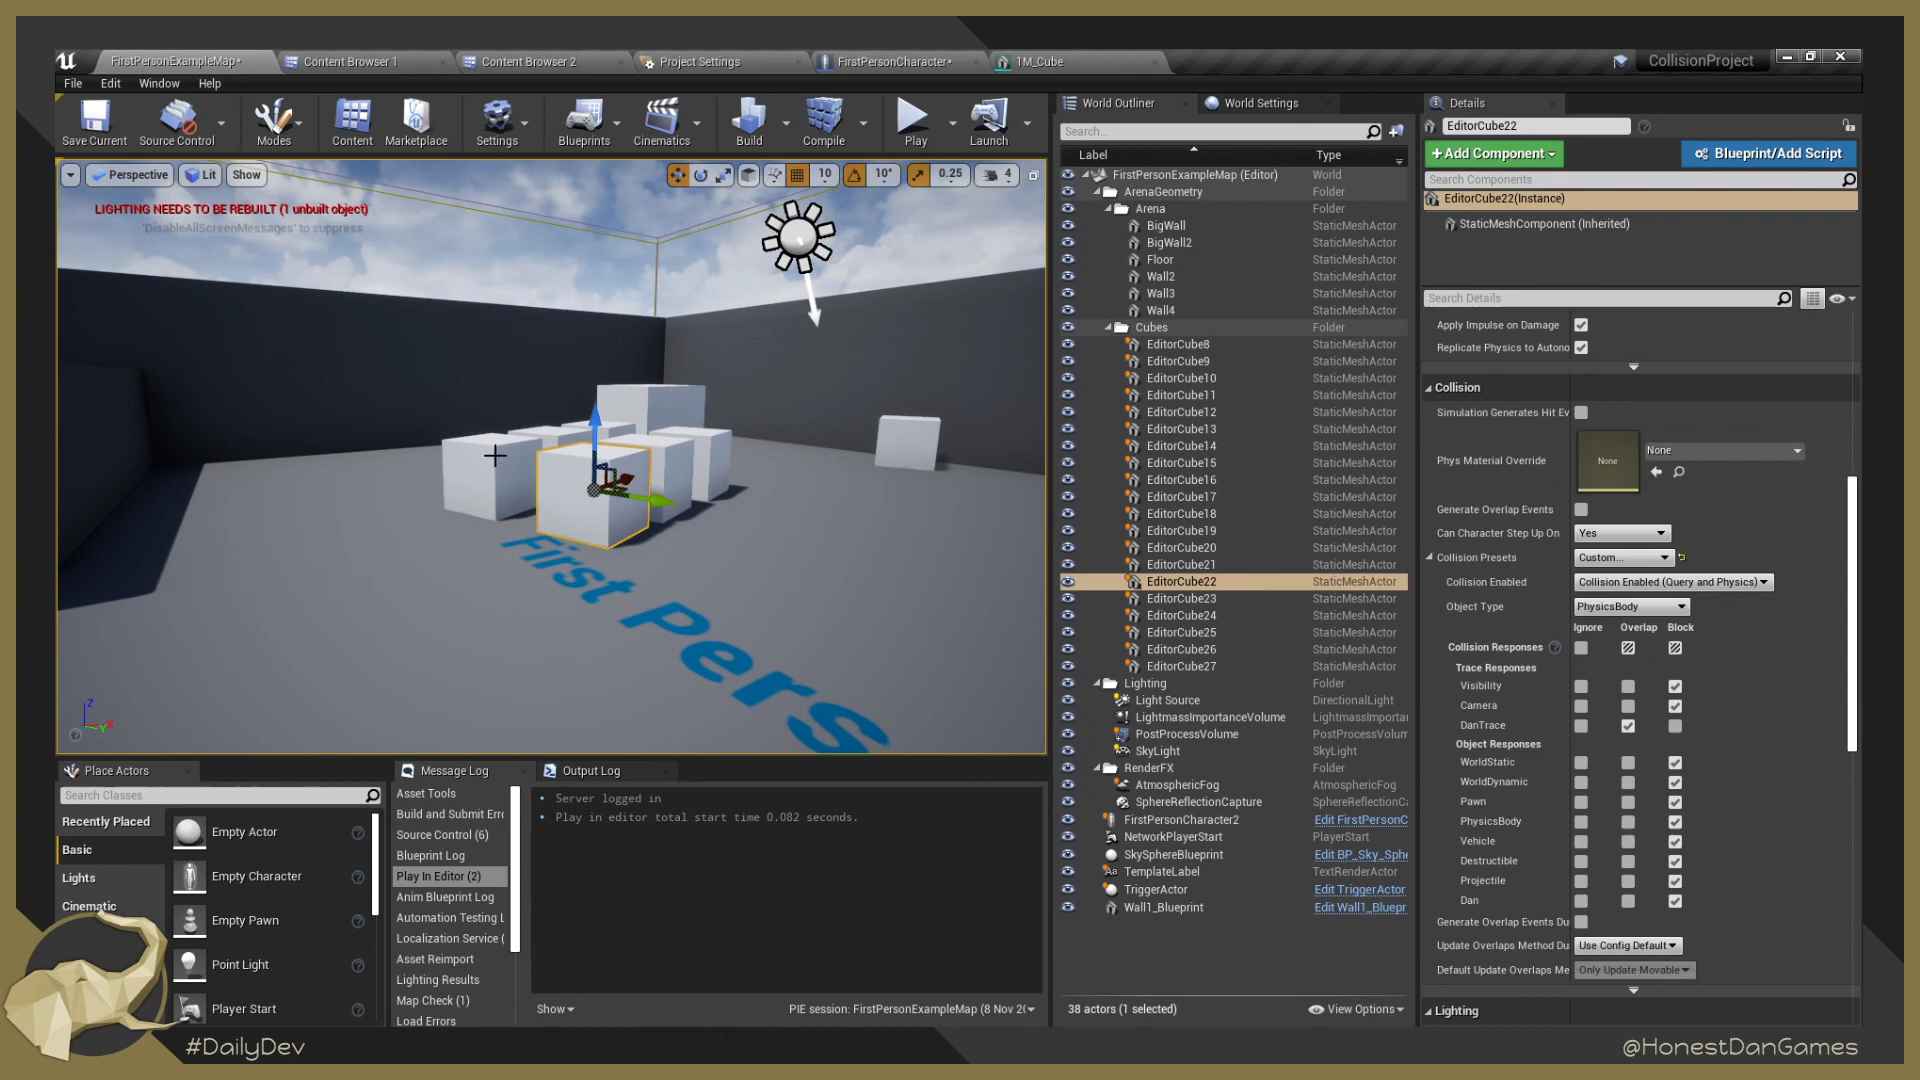 FirstPersonExampleMap*
Content Browser 1
Content Browser 2
Project Settings
FirstPersonCharacter*
1M_Cube
CollisionProject
File
Edit
Window
Help
Save Current
Source Control
Modes
Content
Marketplace
Settings
Blueprints
Cinematics
Build
Compile
Play
Launch
Perspective
Lit
Show
10
10°
0.25
4
LIGHTING NEEDS TO BE REBUILT (1 unbuilt object)
'DisableAllScreenMessages' to suppress
First Pers
Z
X
Y
World Outliner
World Settings
Search...
Label
Type
FirstPersonExampleMap (Editor)
World
ArenaGeometry
Folder
Arena
Folder
BigWall
StaticMeshActor
BigWall2
StaticMeshActor
Floor
StaticMeshActor
Wall2
StaticMeshActor
Wall3
StaticMeshActor
Wall4
StaticMeshActor
Cubes
Folder
EditorCube8
StaticMeshActor
EditorCube9
StaticMeshActor
EditorCube10
StaticMeshActor
EditorCube11
StaticMeshActor
EditorCube12
StaticMeshActor
EditorCube13
StaticMeshActor
EditorCube14
StaticMeshActor
EditorCube15
StaticMeshActor
EditorCube16
StaticMeshActor
EditorCube17
StaticMeshActor
EditorCube18
StaticMeshActor
EditorCube19
StaticMeshActor
EditorCube20
StaticMeshActor
EditorCube21
StaticMeshActor
EditorCube22
StaticMeshActor
EditorCube23
StaticMeshActor
EditorCube24
StaticMeshActor
EditorCube25
StaticMeshActor
EditorCube26
StaticMeshActor
EditorCube27
StaticMeshActor
Lighting
Folder
Light Source
DirectionalLight
LightmassImportanceVolume
LightmassImporta
PostProcessVolume
PostProcessVolum
SkyLight
SkyLight
RenderFX
Folder
AtmosphericFog
AtmosphericFog
SphereReflectionCapture
SphereReflectionCa
FirstPersonCharacter2
Edit FirstPersonC
NetworkPlayerStart
PlayerStart
SkySphereBlueprint
Edit BP_Sky_Sphe
TemplateLabel
TextRenderActor
TriggerActor
Edit TriggerActor
Wall1_Blueprint
Edit Wall1_Bluepr
38 actors (1 selected)
View Options
Details
EditorCube22
+Add Component
Blueprint/Add Script
Search Components
EditorCube22(Instance)
StaticMeshComponent (Inherited)
Search Details
Apply Impulse on Damage
Replicate Physics to Autono
Collision
Simulation Generates Hit Ev
Phys Material Override
None
None
Generate Overlap Events
Can Character Step Up On
Yes
Collision Presets
Custom...
Collision Enabled
Collision Enabled (Query and Physics)
Object Type
PhysicsBody
Ignore
Overlap
Block
Collision Responses
Trace Responses
Visibility
Camera
DanTrace
Object Responses
WorldStatic
WorldDynamic
Pawn
PhysicsBody
Vehicle
Destructible
Projectile
Dan
Generate Overlap Events Du
Update Overlaps Method Du
Use Config Default
Default Update Overlaps Me
Only Update Movable
Lighting
Place Actors
Search Classes
Recently Placed
Basic
Lights
Cinematic
Empty Actor
Empty Character
Empty Pawn
Point Light
Player Start
Message Log
Output Log
Asset Tools
Build and Submit Erro
Source Control (6)
Blueprint Log
Play In Editor (2)
Anim Blueprint Log
Automation Testing L
Localization Service (
Asset Reimport
Lighting Results
Map Check (1)
Load Errors
Server logged in
Play in editor total start time 0.082 seconds.
Show
PIE session: FirstPersonExampleMap (8 Nov 2(
#DailyDev
@HonestDanGames